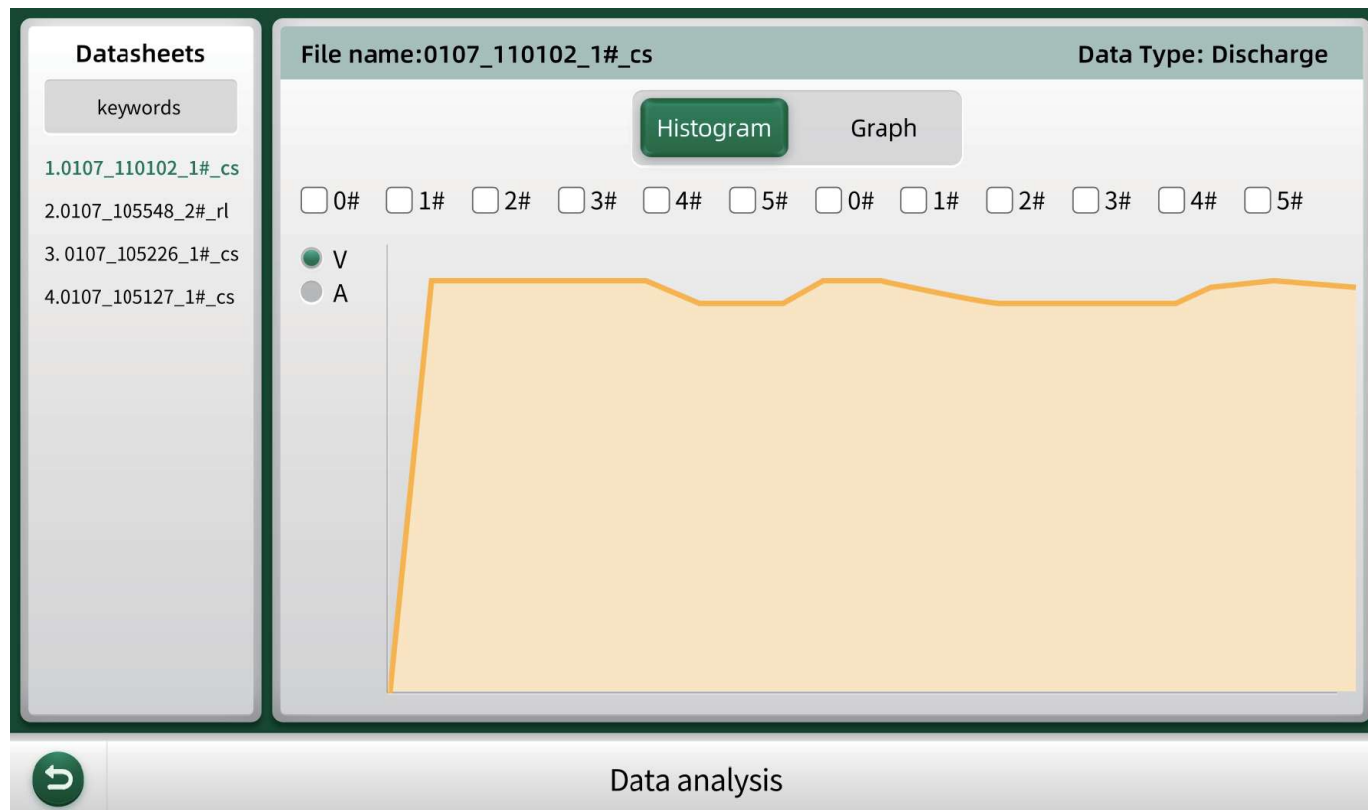 Datasheets
keywords
1.0107_110102_1#_cs
2.0107_105548_2#_rl
3. 0107_105226_1#_cs
4.0107_105127_1#_cs
File name:0107_110102_1#_cs Data Type: Discharge
Histogram Graph
0# 1# 2# 3# 4# 5# 0# 1# 2# 3# 4# 5#
V
A
Data analysis